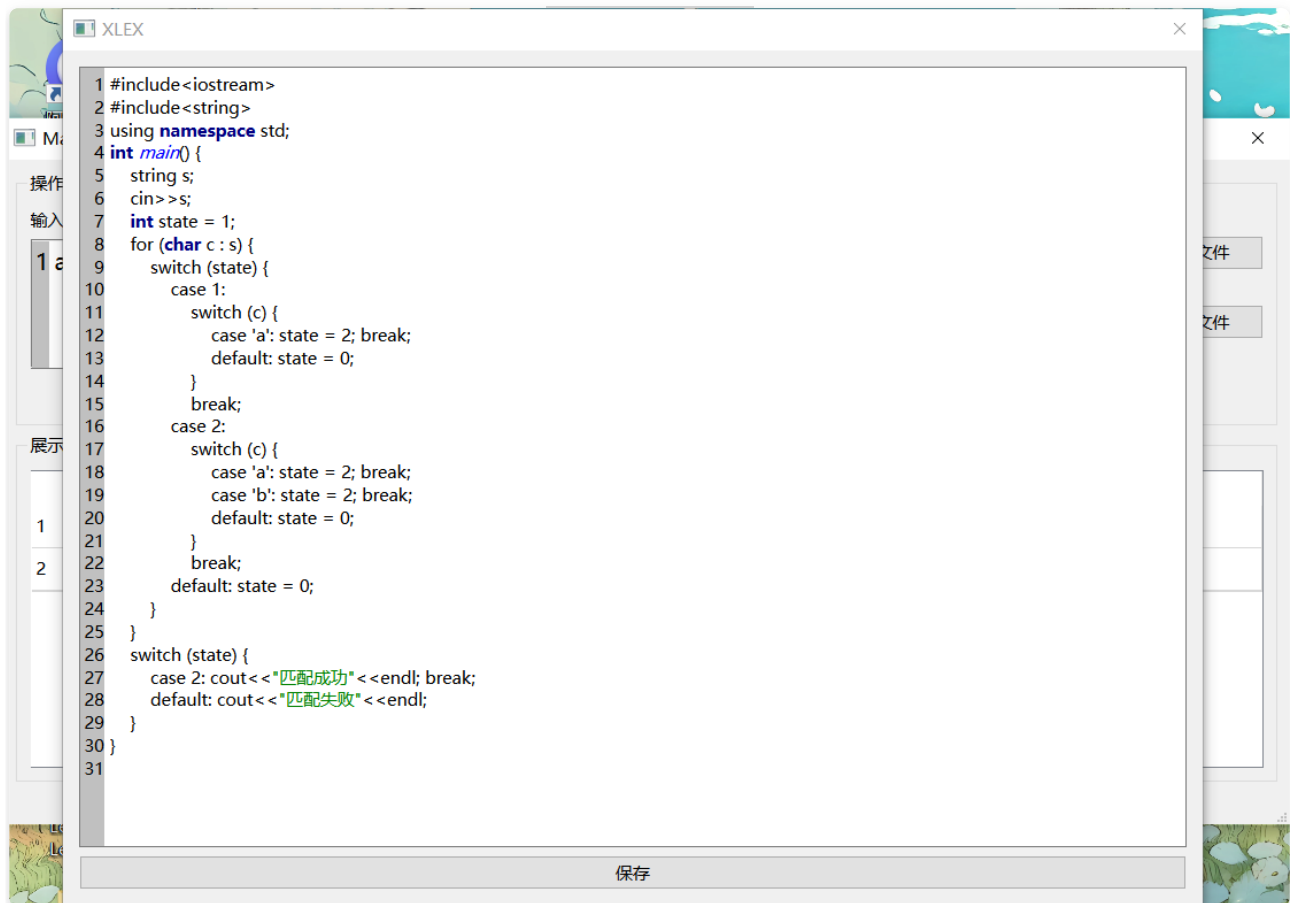 XLEX
1 #include<iostream>
2 #include<string>
3 using namespace std;
4 int main() {
5 string s;
6 cin>>s;
7 int state = 1;
8 for (char c : s) {
9 switch (state) {
10 case 1:
11 switch (c) {
12 case 'a': state = 2; break;
13 default: state = 0;
14 }
15 break;
16 case 2:
17 switch (c) {
18 case 'a': state = 2; break;
19 case 'b': state = 2; break;
20 default: state = 0;
21 }
22 break;
23 default: state = 0;
24 }
25 }
26 switch (state) {
27 case 2: cout<<"匹配成功"<<endl; break;
28 default: cout<<"匹配失败"<<endl;
29 }
30 }
31
保存
操作
输入
1 a
文件
文件
展示
1
2